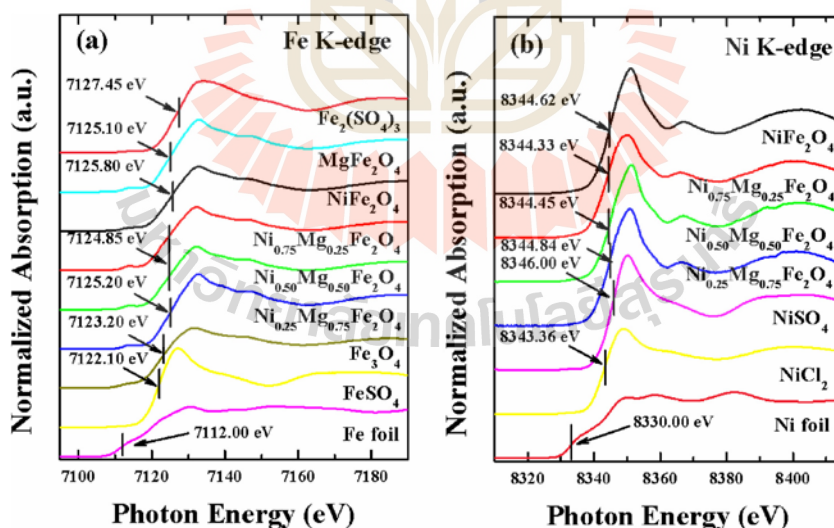 (a)
Fe K-edge
7127.45 eV
7125.10 eV
7125.80 eV
7124.85 eV
7125.20 eV
7123.20 eV
7122.10 eV
7112.00 eV
Fe₂(SO₄)₃
MgFe₂O₄
NiFe₂O₄
Ni₀.₇₅Mg₀.₂₅Fe₂O₄
Ni₀.₅₀Mg₀.₅₀Fe₂O₄
Ni₀.₂₅Mg₀.₇₅Fe₂O₄
Fe₃O₄
FeSO₄
Fe foil
Normalized Absorption (a.u.)
7100 7120 7140 7160 7180
Photon Energy (eV)
(b)
Ni K-edge
8344.62 eV
8344.33 eV
8344.45 eV
8344.84 eV
8346.00 eV
8343.36 eV
8330.00 eV
NiFe₂O₄
Ni₀.₇₅Mg₀.₂₅Fe₂O₄
Ni₀.₅₀Mg₀.₅₀Fe₂O₄
Ni₀.₂₅Mg₀.₇₅Fe₂O₄
NiSO₄
NiCl₂
Ni foil
Normalized Absorption (a.u.)
8320 8340 8360 8380 8400
Photon Energy (eV)